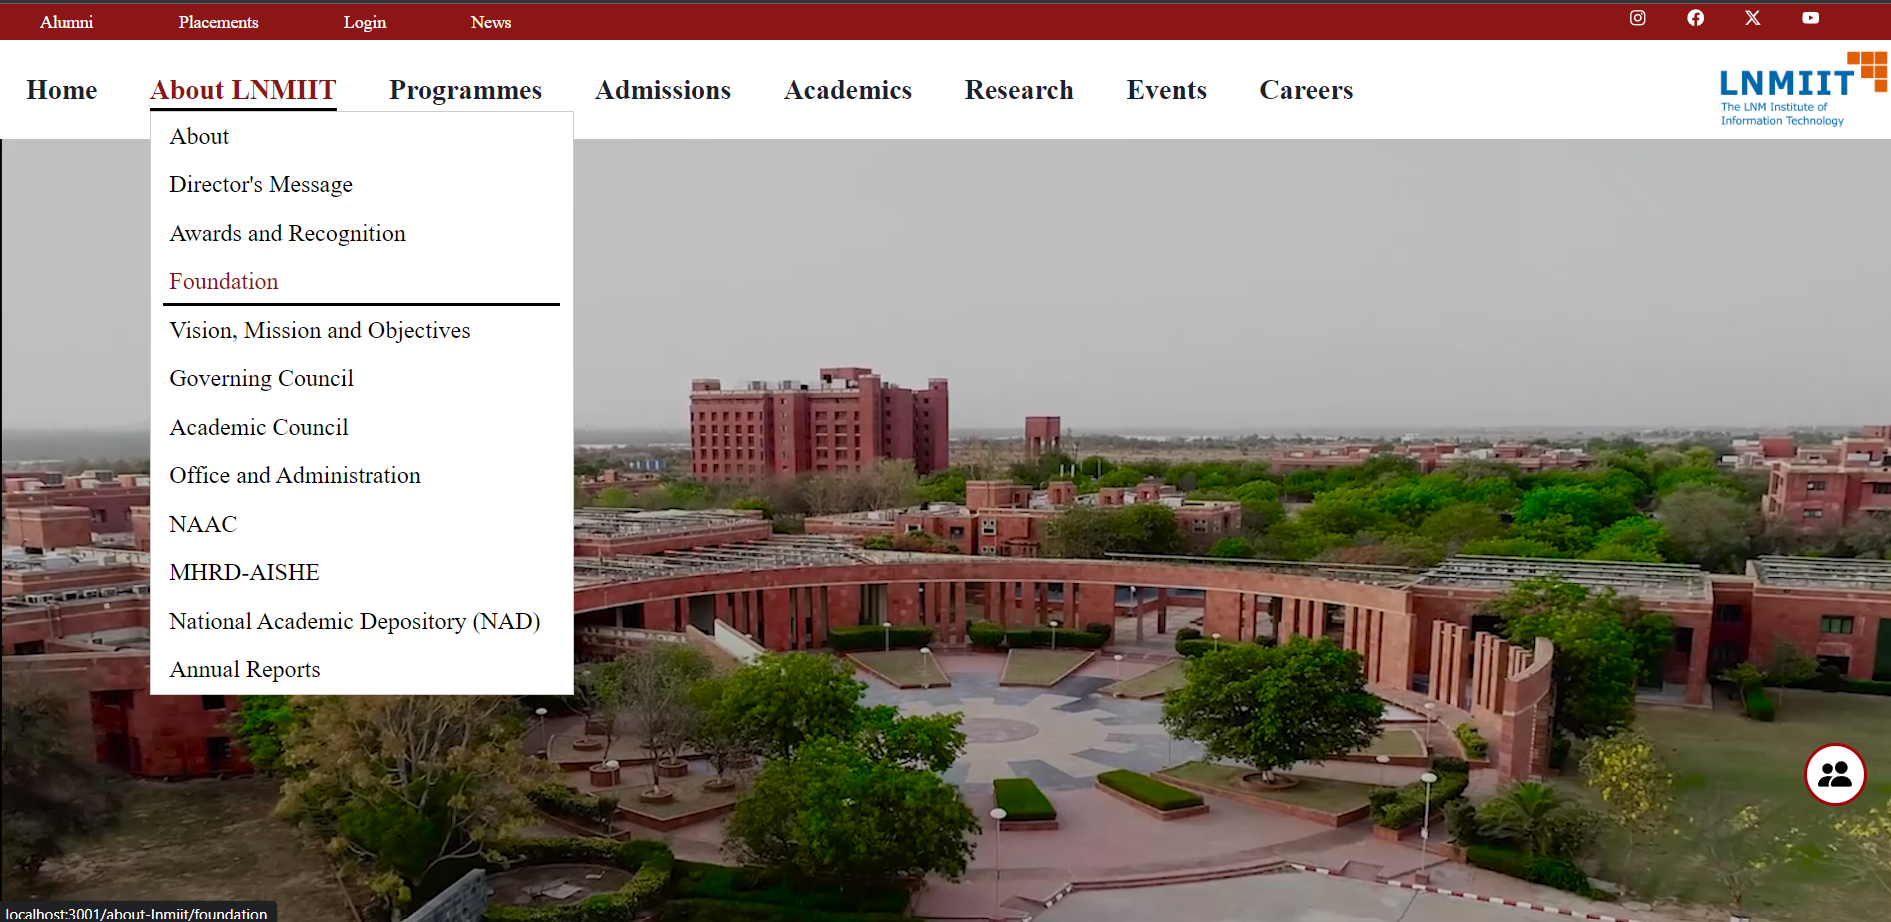 Alumni Placements Login News
Home About LNMIIT Programmes Admissions Academics Research Events Careers
LNMIIT
The LNM Institute of
Information Technology
About
Director's Message
Awards and Recognition
Foundation
Vision, Mission and Objectives
Governing Council
Academic Council
Office and Administration
NAAC
MHRD-AISHE
National Academic Depository (NAD)
Annual Reports
localhost:3001/about-lnmiit/foundation